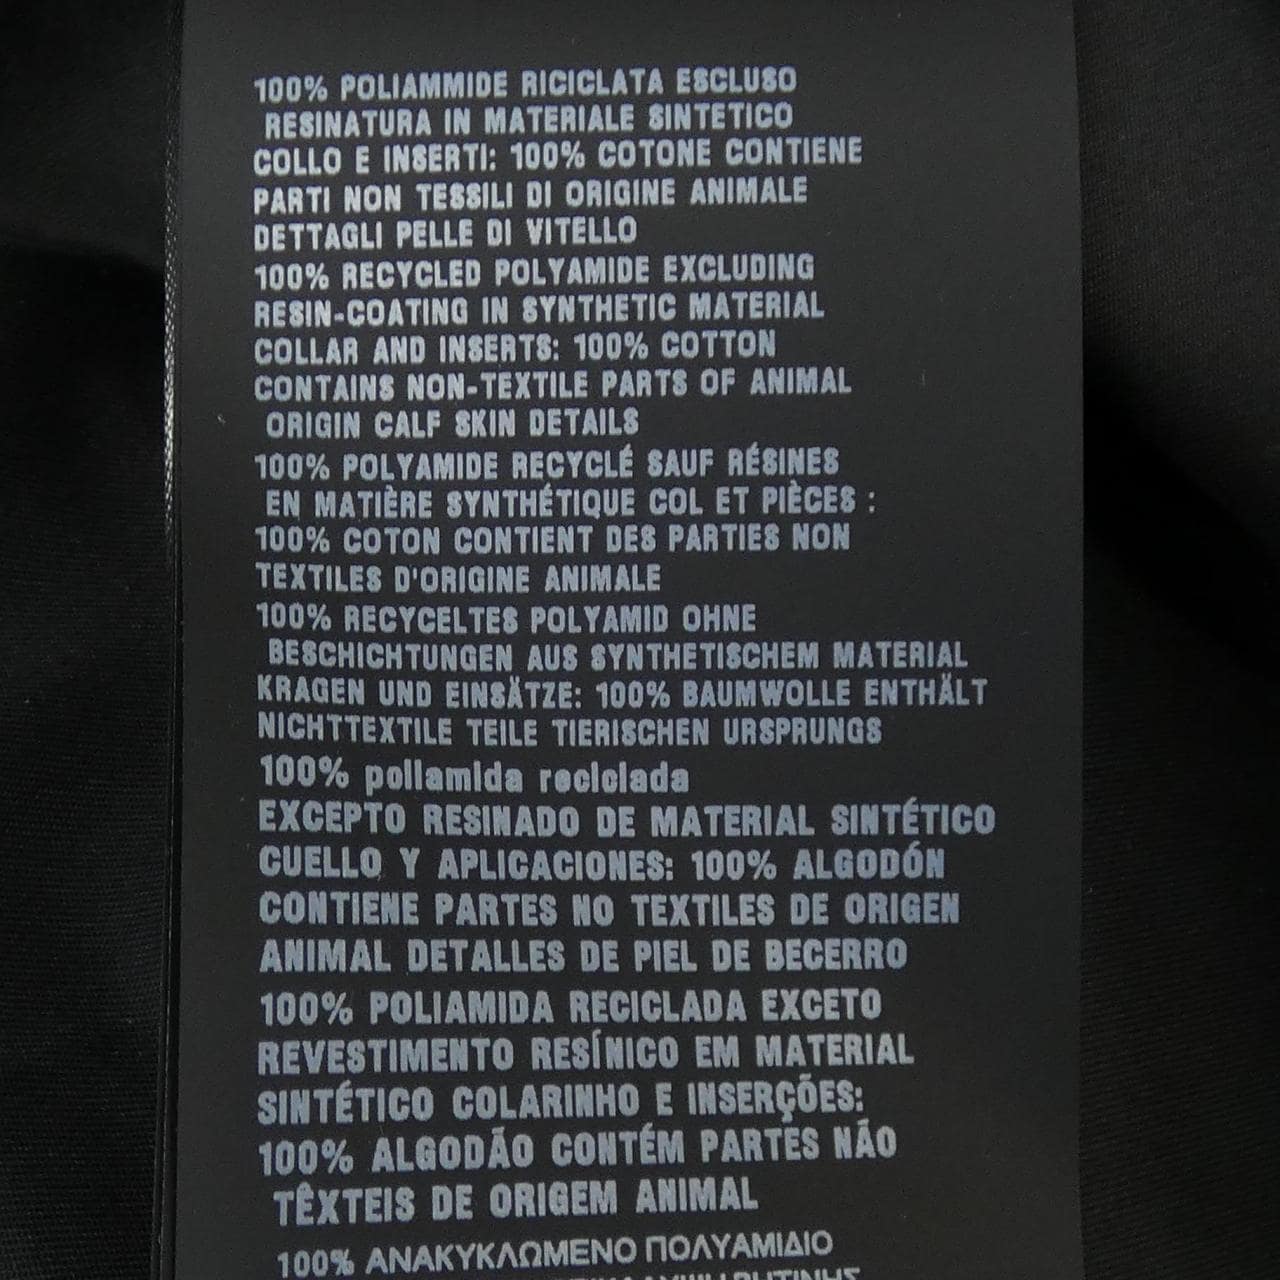 100% POLIAMMIDE RICICLATA ESCLUSO
RESINATURA IN MATERIALE SINTETICO
COLLO E INSERTI: 100% COTONE CONTIENE
PARTI NON TESSILI DI ORIGINE ANIMALE
DETTAGLI PELLE DI VITELLO
100% RECYCLED POLYAMIDE EXCLUDING
RESIN-COATING IN SYNTHETIC MATERIAL
COLLAR AND INSERTS: 100% COTTON
CONTAINS NON-TEXTILE PARTS OF ANIMAL
ORIGIN CALF SKIN DETAILS
100% POLYAMIDE RECYCLÉ SAUF RÉSINES
EN MATIÈRE SYNTHÉTIQUE COL ET PIÈCES :
100% COTON CONTIENT DES PARTIES NON
TEXTILES D'ORIGINE ANIMALE
100% RECYCELTES POLYAMID OHNE
BESCHICHTUNGEN AUS SYNTHETISCHEM MATERIAL
KRAGEN UND EINSÄTZE: 100% BAUMWOLLE ENTHÄLT
NICHTTEXTILE TEILE TIERISCHEN URSPRUNGS
100% poliamida reciclada
EXCEPTO RESINADO DE MATERIAL SINTÉTICO
CUELLO Y APLICACIONES: 100% ALGODÓN
CONTIENE PARTES NO TEXTILES DE ORIGEN
ANIMAL DETALLES DE PIEL DE BECERRO
100% POLIAMIDA RECICLADA EXCETO
REVESTIMENTO RESÍNICO EM MATERIAL
SINTÉTICO COLARINHO E INSERÇÕES:
100% ALGODÃO CONTÉM PARTES NÃO
TÊXTEIS DE ORIGEM ANIMAL
100% ΑΝΑΚΥΚΛΩΜΕΝΟ ΠΟΛΥΑΜΙΔΙΟ